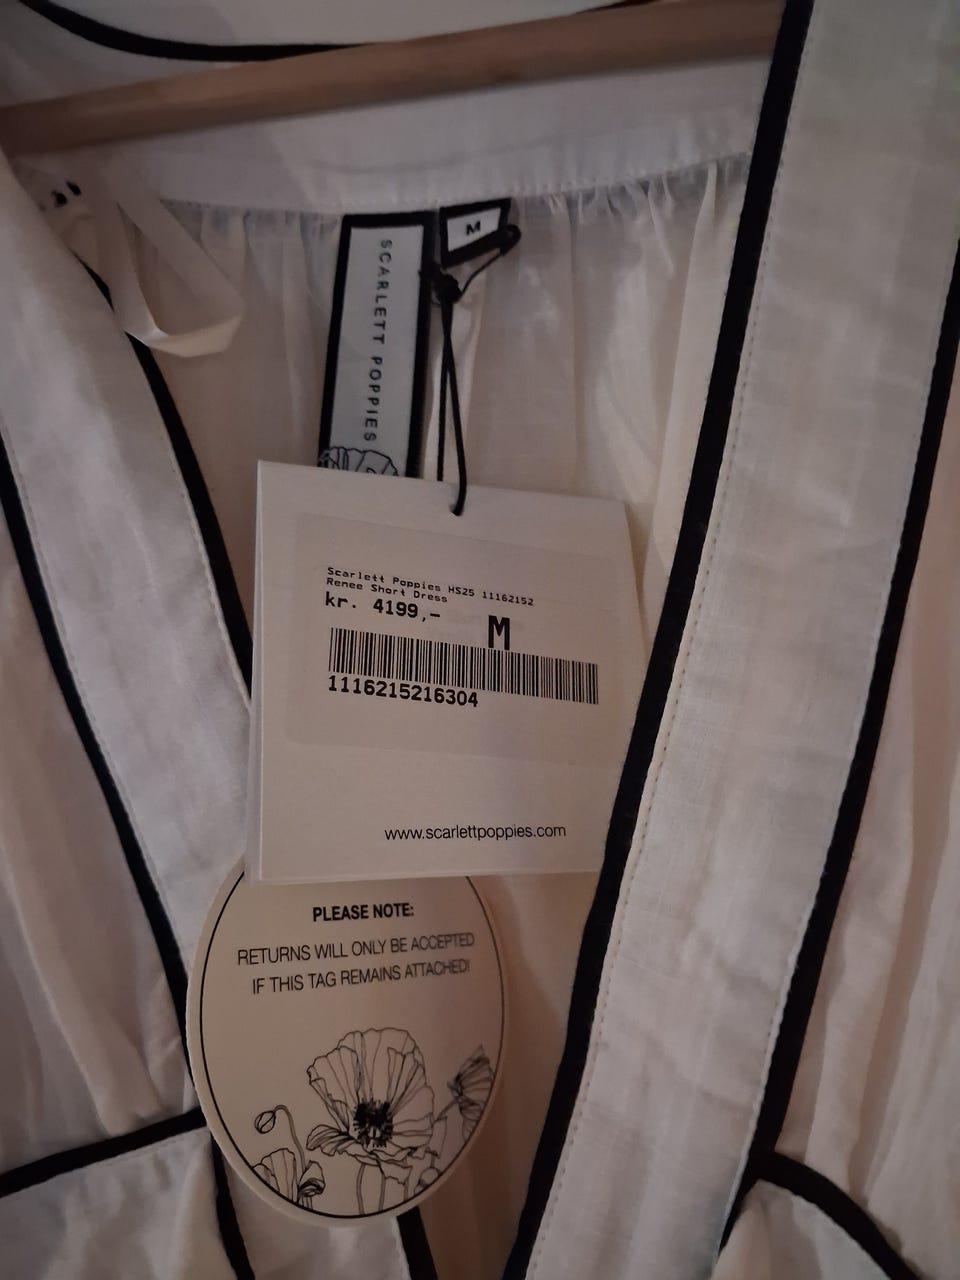 M
SCARLETT POPPIES
Scarlett Poppies HS25 11162152
Renee Short Dress
kr. 4199,-
M
1116215216304
www.scarlettpoppies.com
PLEASE NOTE:
RETURNS WILL ONLY BE ACCEPTED
IF THIS TAG REMAINS ATTACHED!